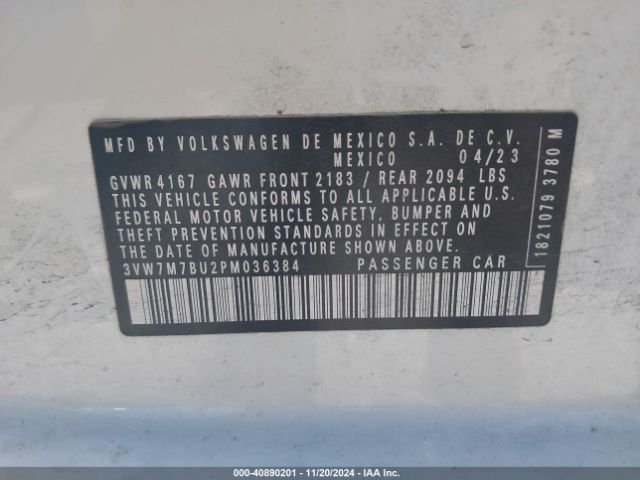 MFD BY VOLKSWAGEN DE MEXICO S.A. DE C.V.
MEXICO 04/23
GVWR 4167 GAWR FRONT 2183 / REAR 2094 LBS
THIS VEHICLE CONFORMS TO ALL APPLICABLE U.S.
FEDERAL MOTOR VEHICLE SAFETY, BUMPER AND
THEFT PREVENTION STANDARDS IN EFFECT ON THE
DATE OF MANUFACTURE SHOWN ABOVE.
3VW7M7BU2PM036384 PASSENGER CAR
18210793 3780 M
000-40890201 - 11/20/2024 - IAA Inc.